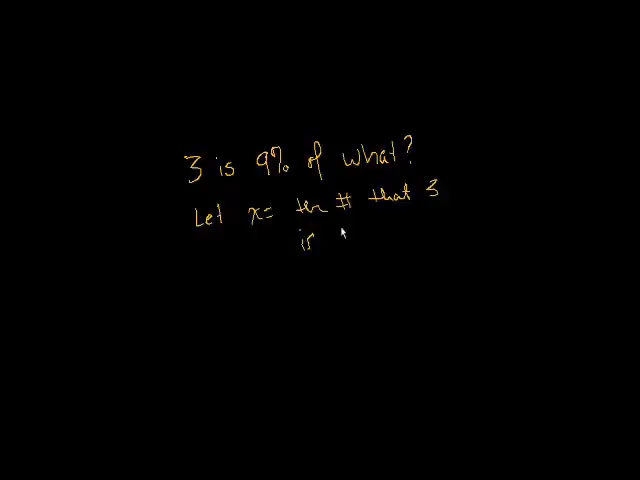 3 is 9% of what?
Let x= the # that 3
is